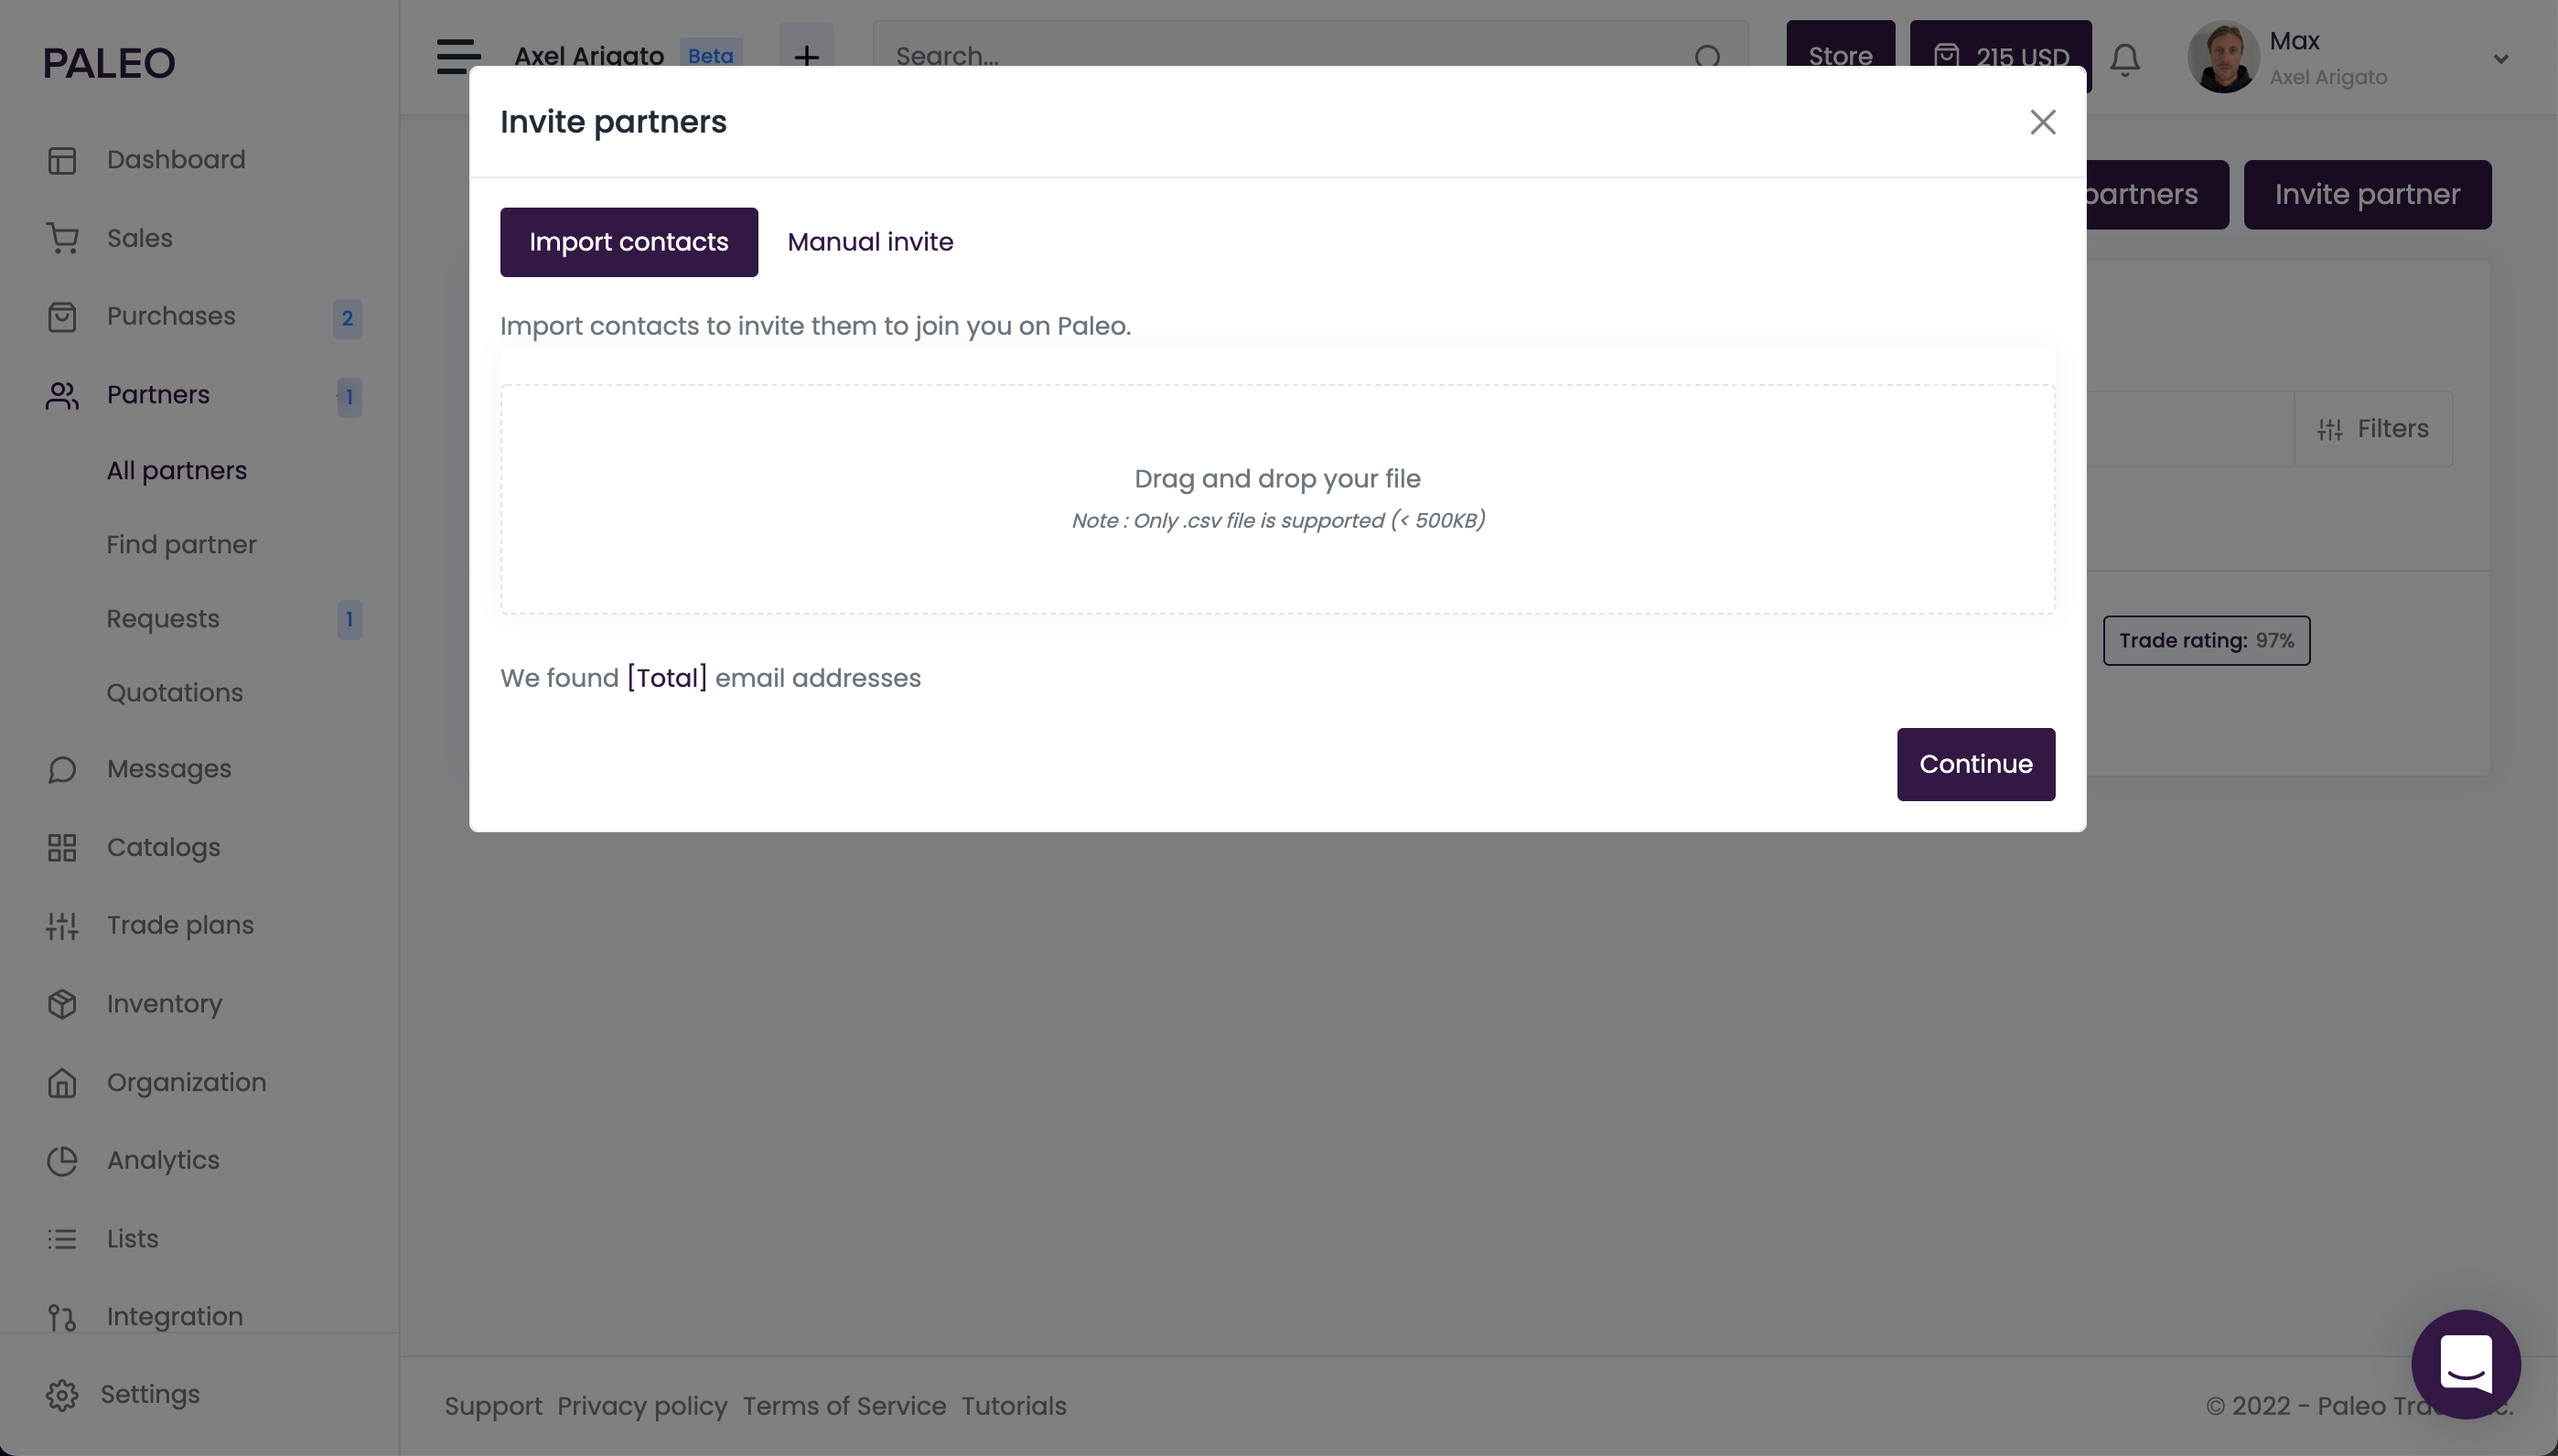 PALEO
Dashboard
Sales
Purchases 2
Partners 1
All partners
Find partner
Requests 1
Quotations
Messages
Catalogs
Trade plans
Inventory
Organization
Analytics
Lists
Integration
Settings
Axel Arigato Beta
Search...
Store
215 USD
Max
Axel Arigato
partners
Invite partner
Invite partners
Import contacts
Manual invite
Import contacts to invite them to join you on Paleo.
Drag and drop your file
Note : Only .csv file is supported (< 500KB)
We found [Total] email addresses
Continue
Filters
Trade rating: 97%
Support Privacy policy Terms of Service Tutorials
© 2022 - Paleo